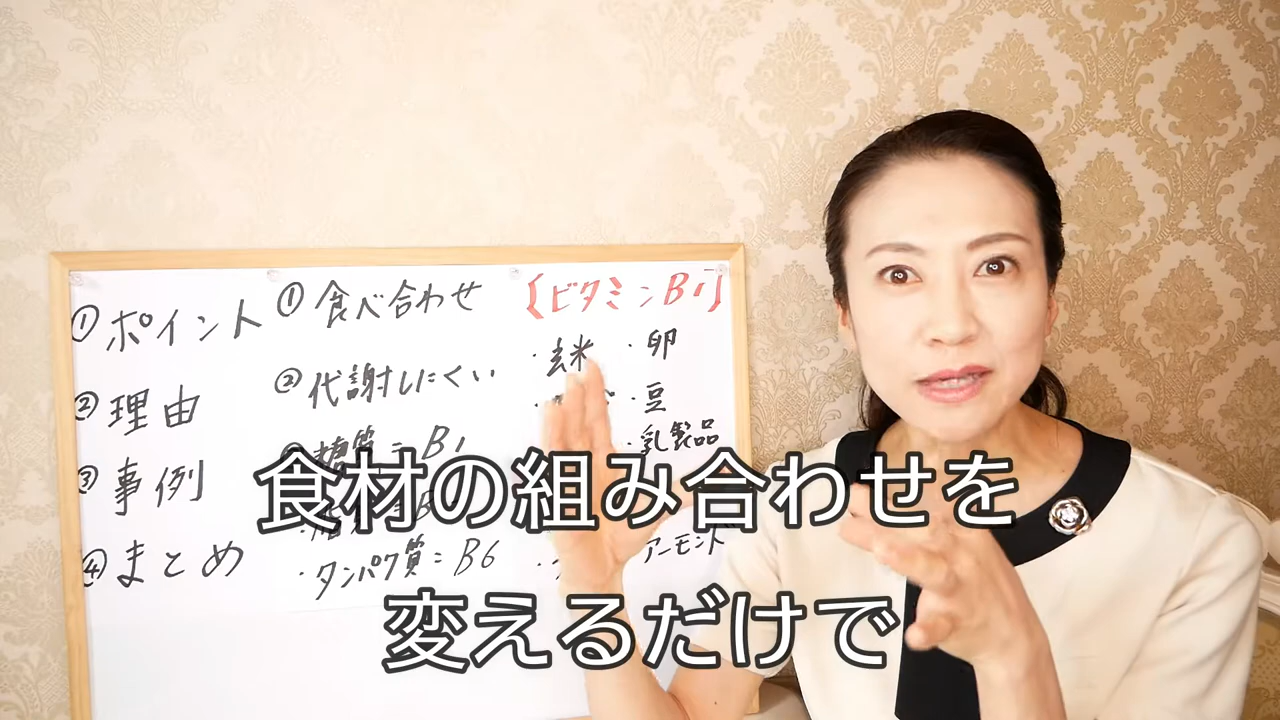 ①ポイント
②理由
③事例
④まとめ
①食べ合わせ
②代謝しにくい
糖質=B1
・タンパク質=B6
【ビタミンB1】
・玄米
・卵
・豆
・乳製品
アーモンド
食材の組み合わせを
変えるだけで